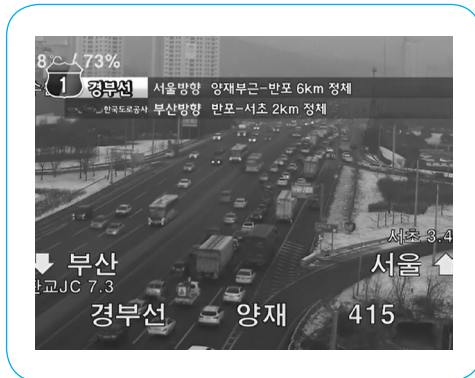 8℃ / 73%
1 경부선 서울방향 양재부근-반포 6km 정체
한국도로공사 부산방향 반포-서초 2km 정체
서초 3.4
부산 서울
판교JC 7.3
경부선 양재 415